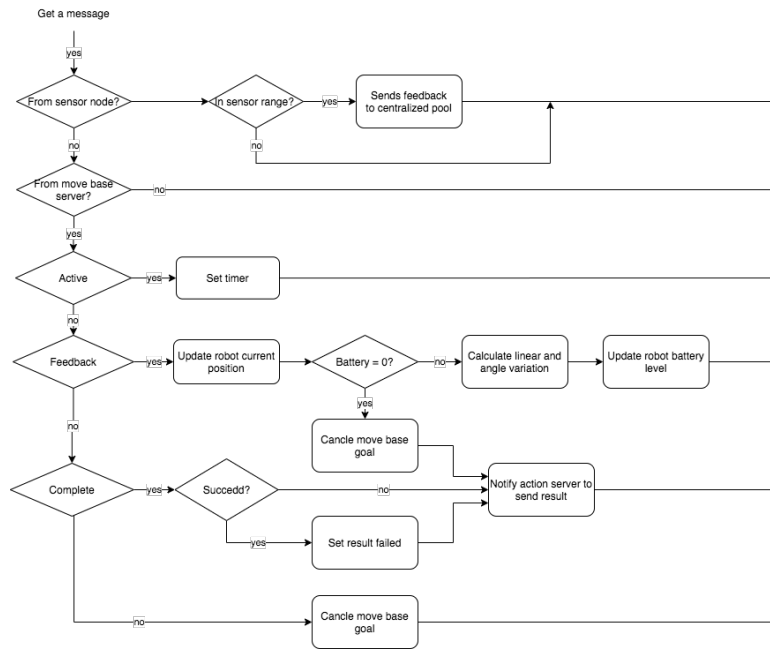 Get a message
yes
From sensor node?
In sensor range?
yes
Sends feedback
to centralized pool
no
no
From move base
server?
no
yes
Active
yes
Set timer
no
Feedback
yes
Update robot current
position
Battery = 0?
no
Calculate linear and
angle variation
Update robot battery
level
yes
no
Cancle move base
goal
Complete
yes
Succedd?
no
Notify action server to
send result
yes
Set result failed
no
Cancle move base
goal